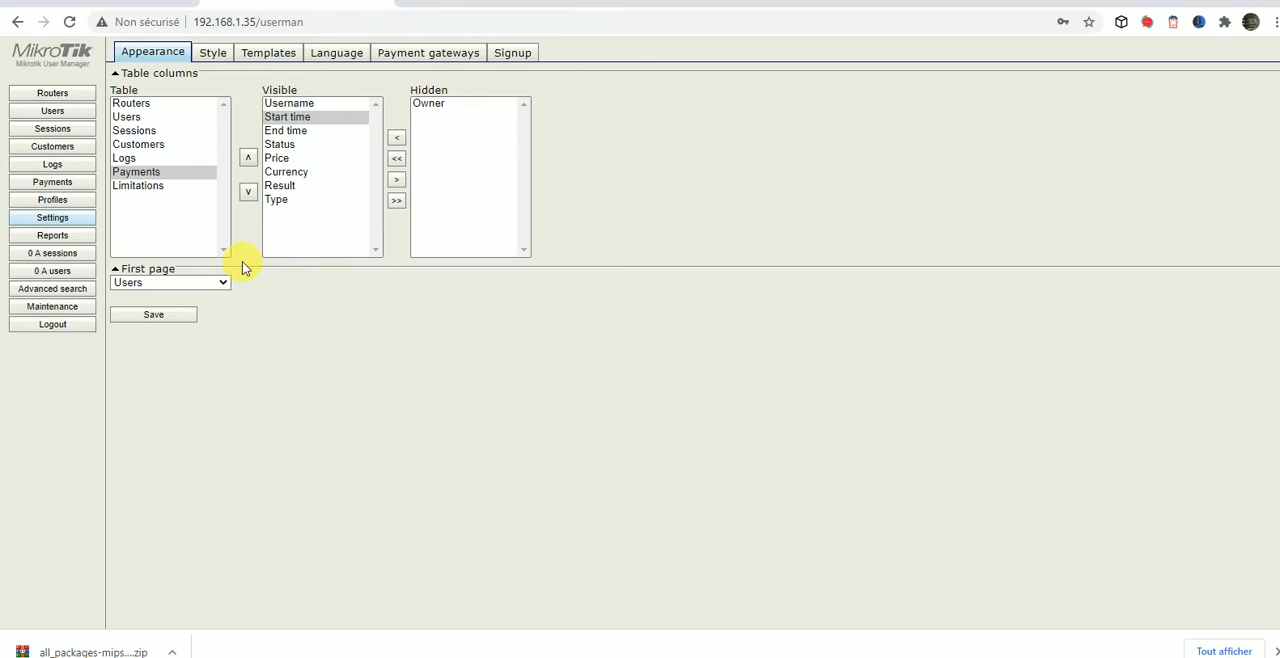 Non sécurisé 192.168.1.35/userman
MikroTik
Mikrotik User Manager
Routers
Users
Sessions
Customers
Logs
Payments
Profiles
Settings
Reports
0 A sessions
0 A users
Advanced search
Maintenance
Logout
Appearance Style Templates Language Payment gateways Signup
Table columns
Table
Routers
Users
Sessions
Customers
Logs
Payments
Limitations
Visible
Username
Start time
End time
Status
Price
Currency
Result
Type
Hidden
Owner
<
<<
>
>>
First page
Users
Save
all_packages-mips....zip
Tout afficher